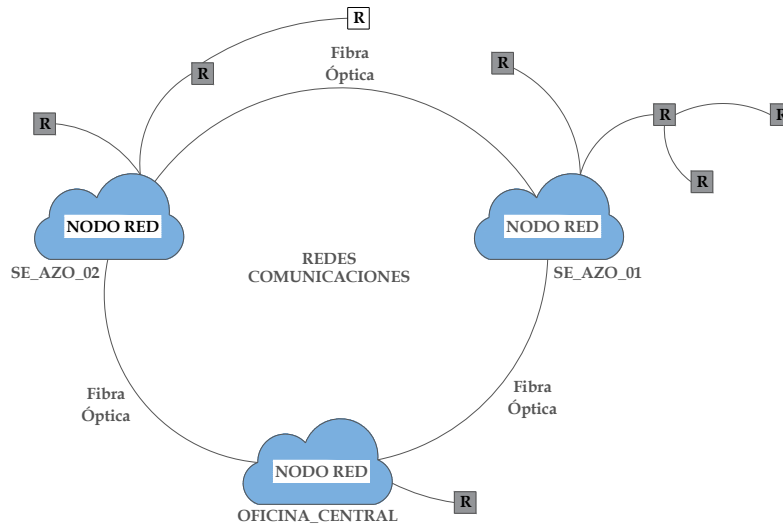 R
Fibra
Óptica
R
R
R
R
R
R
NODO RED
NODO RED
SE_AZO_02
REDES
COMUNICACIONES
SE_AZO_01
Fibra
Óptica
Fibra
Óptica
NODO RED
R
OFICINA_CENTRAL